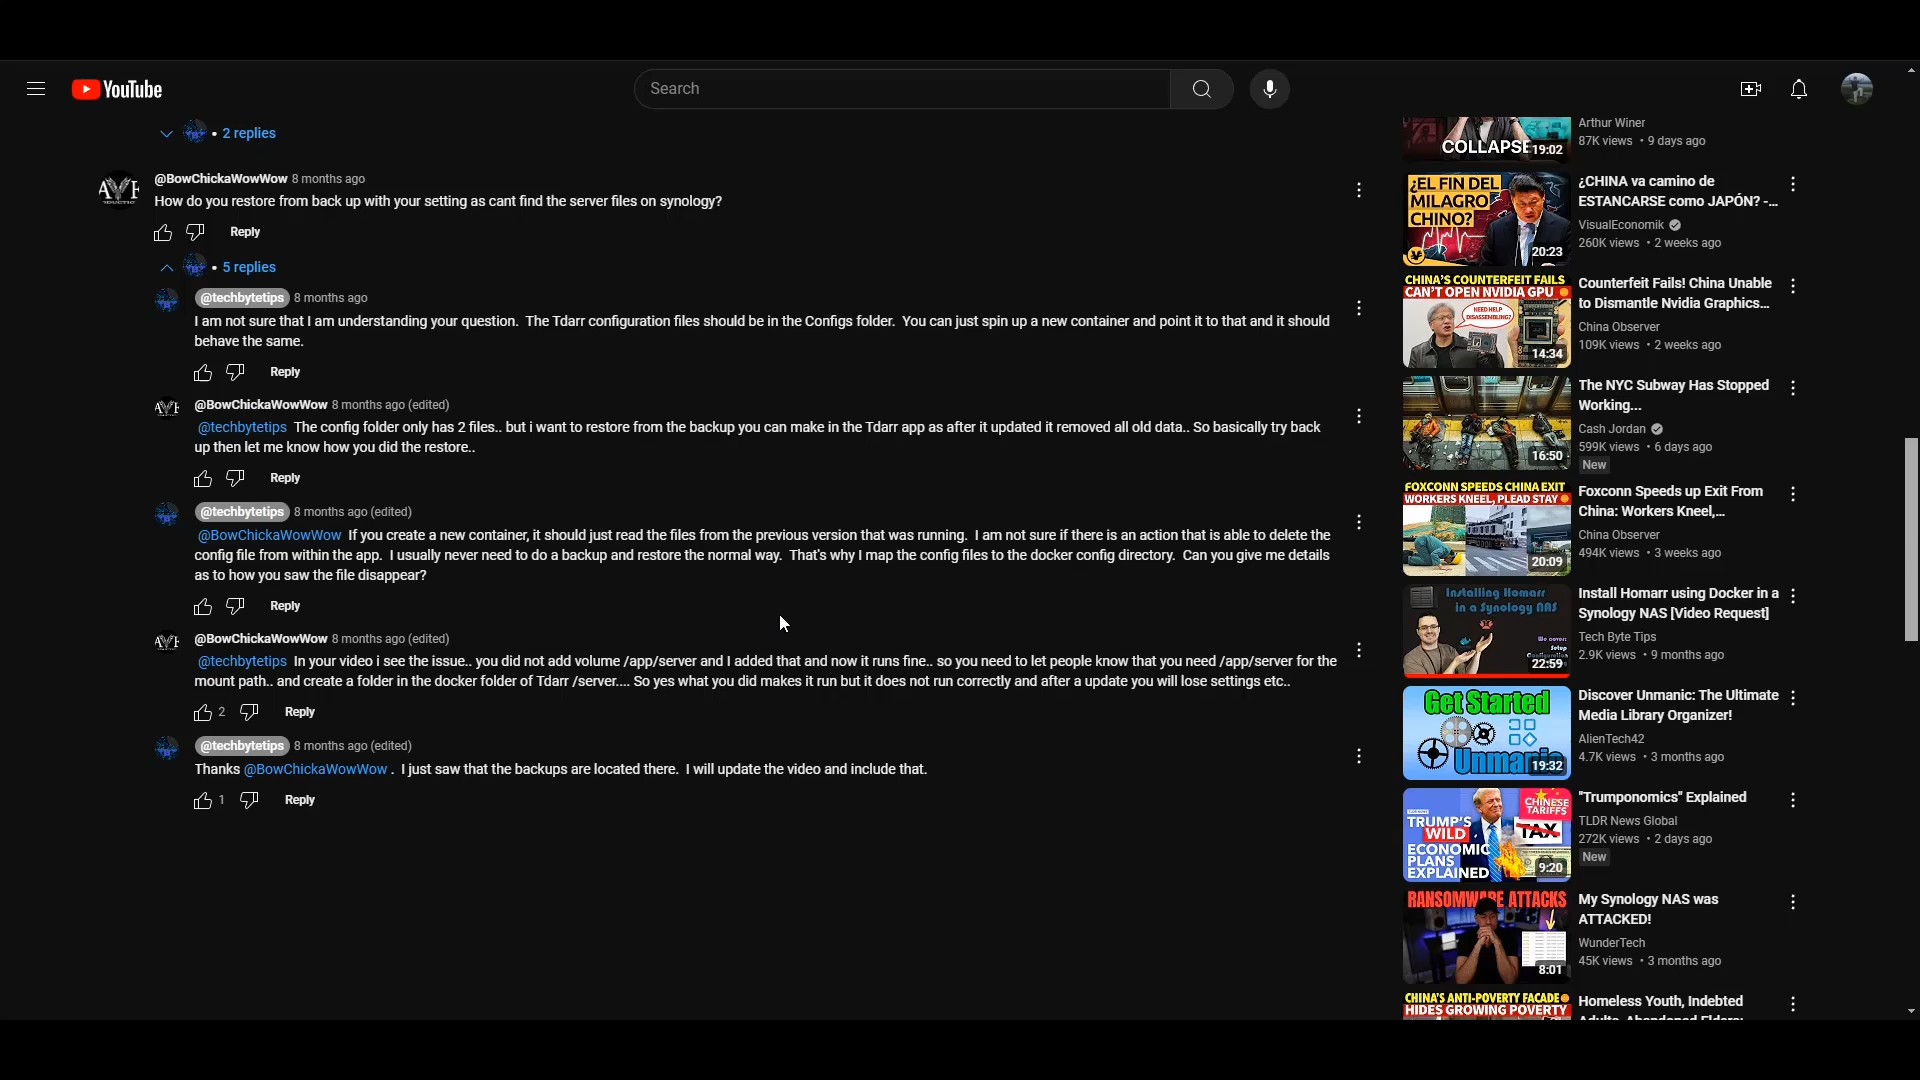 YouTube
Search
2 replies
@BowChickaWowWow 8 months ago
How do you restore from back up with your setting as cant find the server files on synology?
Reply
5 replies
@techbytetips 8 months ago
I am not sure that I am understanding your question. The Tdarr configuration files should be in the Configs folder. You can just spin up a new container and point it to that and it should
behave the same.
Reply
@BowChickaWowWow 8 months ago (edited)
@techbytetips The config folder only has 2 files.. but i want to restore from the backup you can make in the Tdarr app as after it updated it removed all old data.. So basically try back
up then let me know how you did the restore..
Reply
@techbytetips 8 months ago (edited)
@BowChickaWowWow If you create a new container, it should just read the files from the previous version that was running. I am not sure if there is an action that is able to delete the
config file from within the app. I usually never need to do a backup and restore the normal way. That's why I map the config files to the docker config directory. Can you give me details
as to how you saw the file disappear?
Reply
@BowChickaWowWow 8 months ago (edited)
@techbytetips In your video i see the issue.. you did not add volume /app/server and I added that and now it runs fine.. so you need to let people know that you need /app/server for the
mount path.. and create a folder in the docker folder of Tdarr /server.... So yes what you did makes it run but it does not run correctly and after a update you will lose settings etc..
2 Reply
@techbytetips 8 months ago (edited)
Thanks @BowChickaWowWow . I just saw that the backups are located there. I will update the video and include that.
1 Reply
COLLAPSE
19:02
Arthur Winer
87K views • 9 days ago
¿EL FIN DEL
MILAGRO
CHINO?
20:23
¿CHINA va camino de
ESTANCARSE como JAPÓN? -...
VisualEconomik
260K views • 2 weeks ago
CHINA'S COUNTERFEIT FAILS
CAN'T OPEN NVIDIA GPU
NEED HELP
DISASSEMBLING?
14:34
Counterfeit Fails! China Unable
to Dismantle Nvidia Graphics...
China Observer
109K views • 2 weeks ago
16:50
The NYC Subway Has Stopped
Working...
Cash Jordan
599K views • 6 days ago
New
FOXCONN SPEEDS CHINA EXIT
WORKERS KNEEL, PLEAD STAY
20:09
Foxconn Speeds up Exit From
China: Workers Kneel,...
China Observer
494K views • 3 weeks ago
Installing Homarr
in a Synology NAS
We cover:
Setup
22:59
Install Homarr using Docker in a
Synology NAS [Video Request]
Tech Byte Tips
2.9K views • 9 months ago
Get Started
Unmanic
19:32
Discover Unmanic: The Ultimate
Media Library Organizer!
AlienTech42
4.7K views • 3 months ago
CHINESE
TARIFFS
TRUMP'S
WILD
TAX
ECONOMIC
PLANS
EXPLAINED
9:20
"Trumponomics" Explained
TLDR News Global
272K views • 2 days ago
New
RANSOMWARE ATTACKS
8:01
My Synology NAS was
ATTACKED!
WunderTech
45K views • 3 months ago
CHINA'S ANTI-POVERTY FACADE
HIDES GROWING POVERTY
Homeless Youth, Indebted